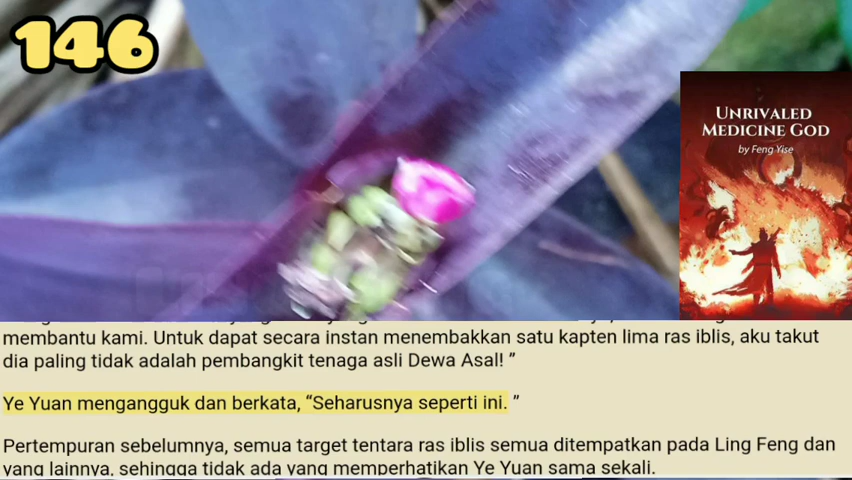 146
UNRIVALED
MEDICINE GOD
by Feng Yise
membantu kami. Untuk dapat secara instan menembakkan satu kapten lima ras iblis, aku takut
dia paling tidak adalah pembangkit tenaga asli Dewa Asal! ”
Ye Yuan mengangguk dan berkata, “Seharusnya seperti ini. ”
Pertempuran sebelumnya, semua target tentara ras iblis semua ditempatkan pada Ling Feng dan
yang lainnya, sehingga tidak ada yang memperhatikan Ye Yuan sama sekali.